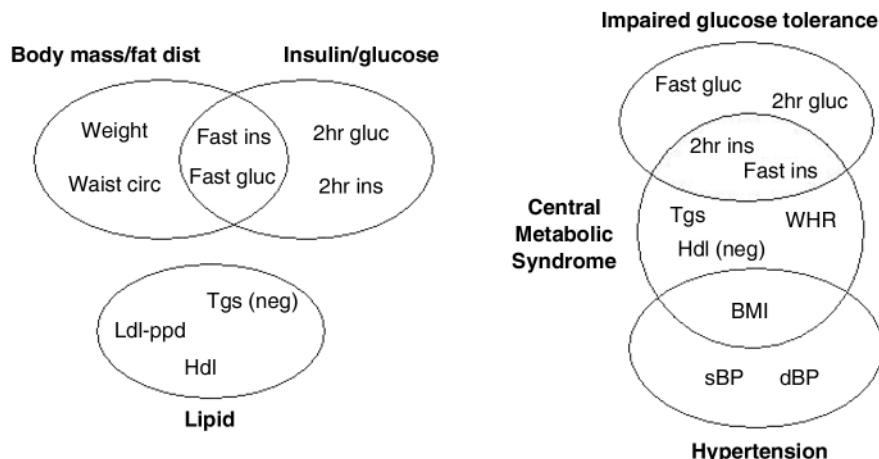 Body mass/fat dist
Insulin/glucose
Weight
Waist circ
Fast ins
Fast gluc
2hr gluc
2hr ins
Tgs (neg)
Ldl-ppd
Hdl
Lipid
Impaired glucose tolerance
Fast gluc
2hr gluc
2hr ins
Fast ins
Central
Metabolic
Syndrome
Tgs
WHR
Hdl (neg)
BMI
sBP
dBP
Hypertension